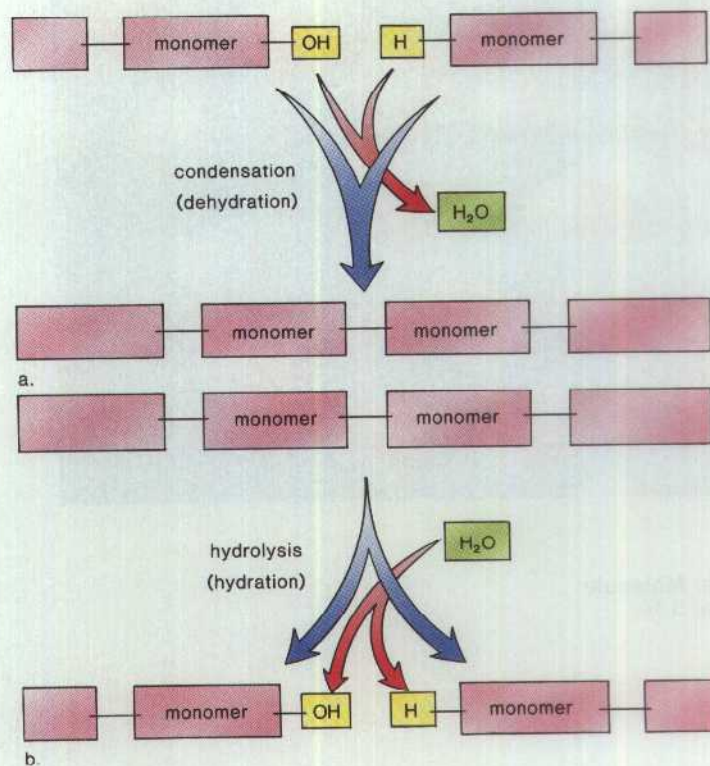 monomer OH H monomer
condensation
(dehydration)
H₂O
monomer monomer
a.
monomer monomer
hydrolysis
(hydration)
H₂O
monomer OH H monomer
b.